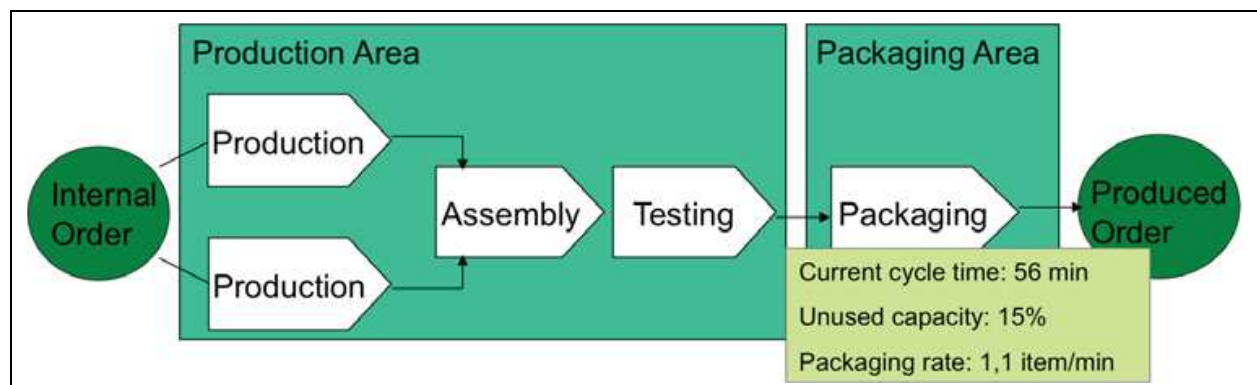 Production Area
Packaging Area
Internal
Order
Production
Production
Assembly
Testing
Packaging
Produced
Order
Current cycle time: 56 min
Unused capacity: 15%
Packaging rate: 1,1 item/min